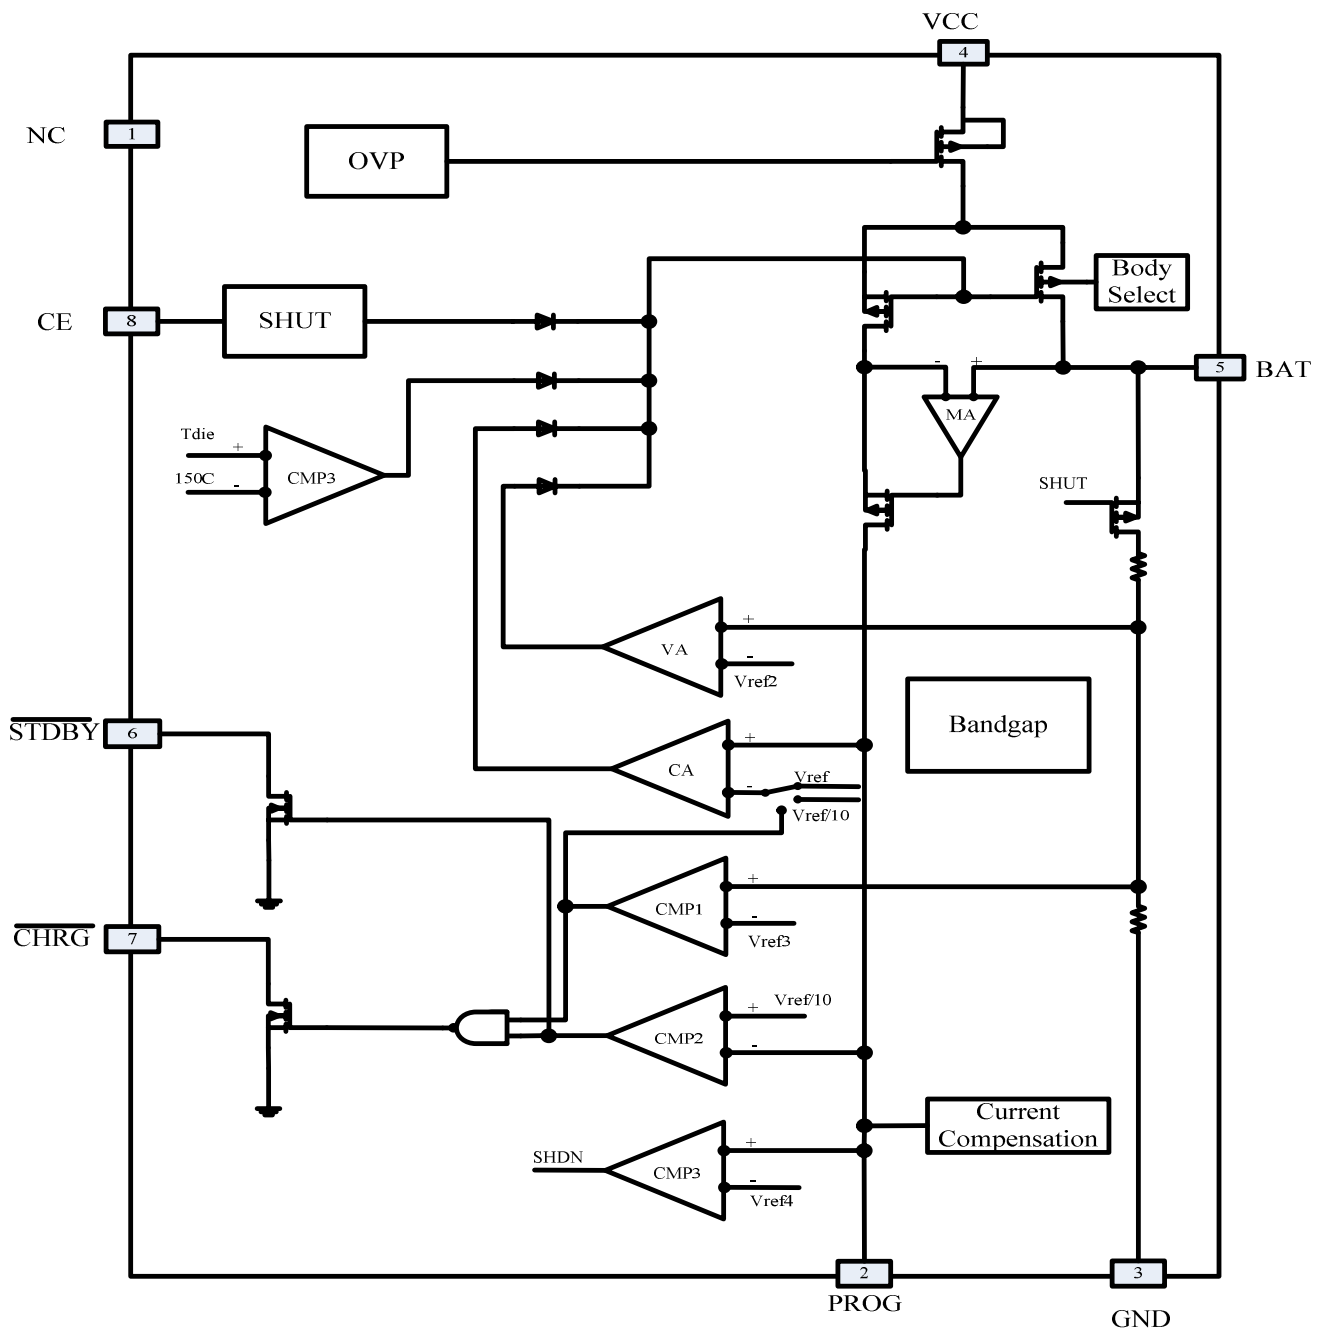 VCC
4
NC
1
OVP
Body
Select
CE
8
SHUT
- +
5
BAT
MA
Tdie
+
150C
-
CMP3
SHUT
+
VA
-
Vref2
STDBY
6
Bandgap
+
CA
-
Vref
Vref/10
+
CMP1
-
Vref3
CHRG
7
Vref/10
+
CMP2
-
Current
Compensation
+
SHDN
CMP3
-
Vref4
2
3
PROG
GND